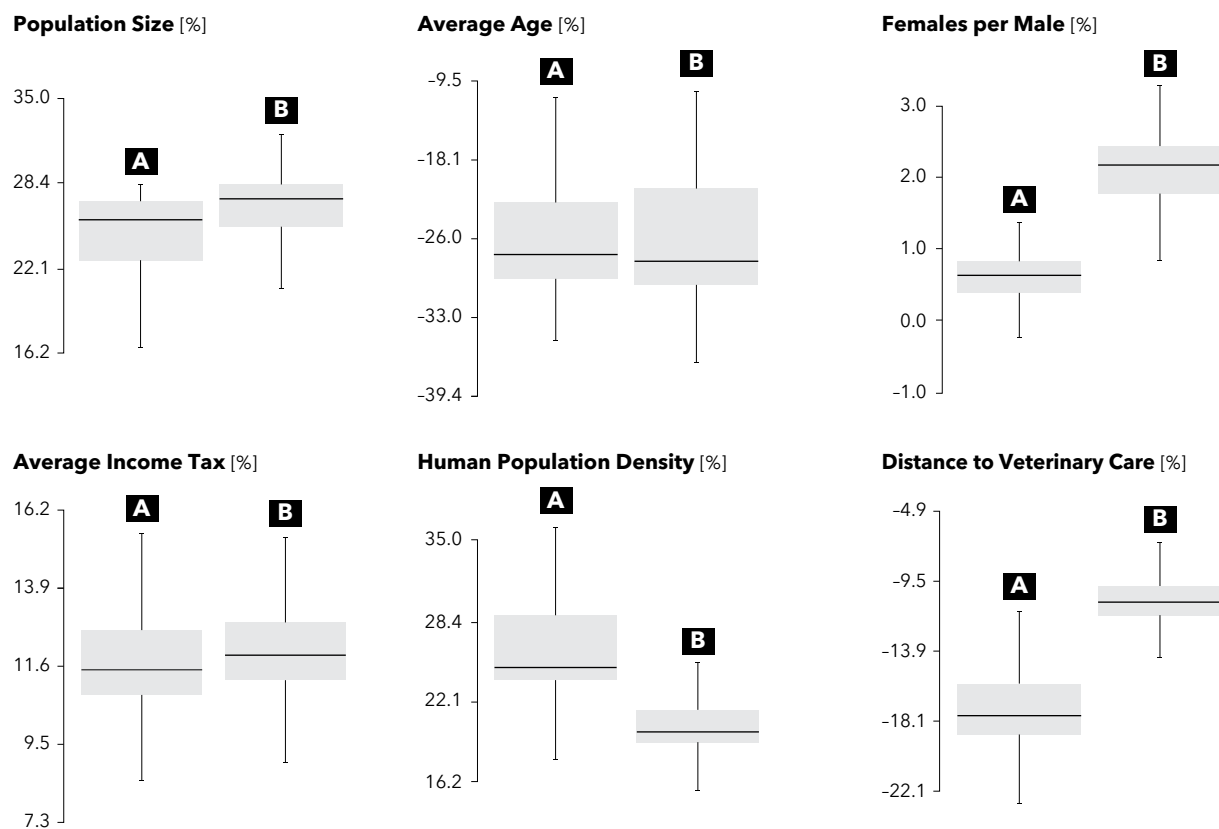 Population Size [%]
35.0
28.4
22.1
16.2
A
B
Average Age [%]
–9.5
–18.1
–26.0
–33.0
–39.4
A
B
Females per Male [%]
3.0
2.0
1.0
0.0
–1.0
A
B
Average Income Tax [%]
16.2
13.9
11.6
9.5
7.3
A
B
Human Population Density [%]
35.0
28.4
22.1
16.2
A
B
Distance to Veterinary Care [%]
–4.9
–9.5
–13.9
–18.1
–22.1
A
B